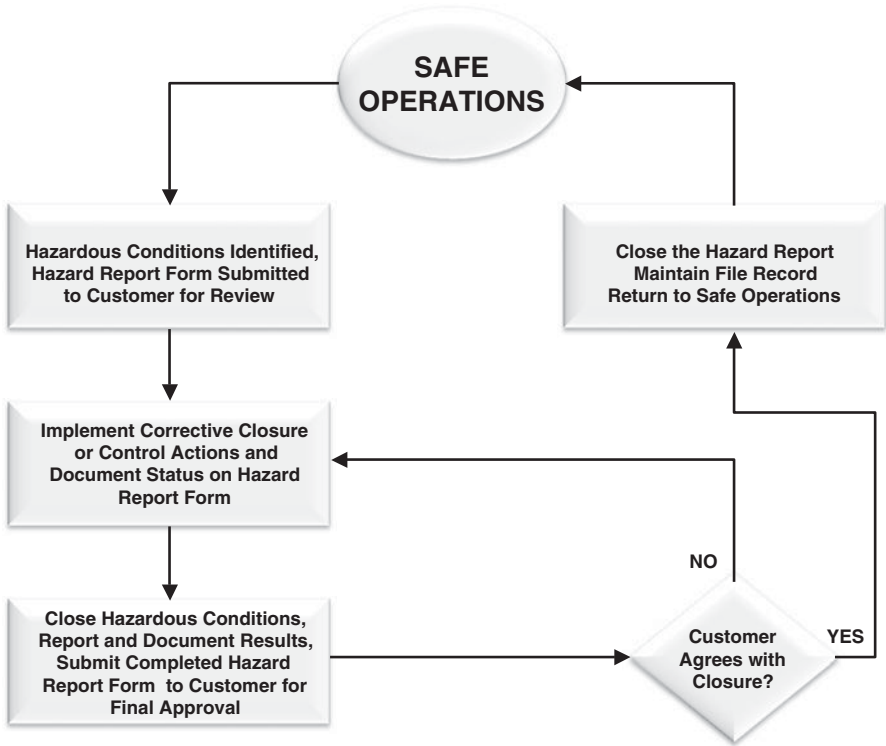 SAFE
OPERATIONS
Hazardous Conditions Identified,
Hazard Report Form Submitted
to Customer for Review
Close the Hazard Report
Maintain File Record
Return to Safe Operations
Implement Corrective Closure
or Control Actions and
Document Status on Hazard
Report Form
NO
Close Hazardous Conditions,
Report and Document Results,
Submit Completed Hazard
Report Form to Customer for
Final Approval
Customer
Agrees with
Closure?
YES